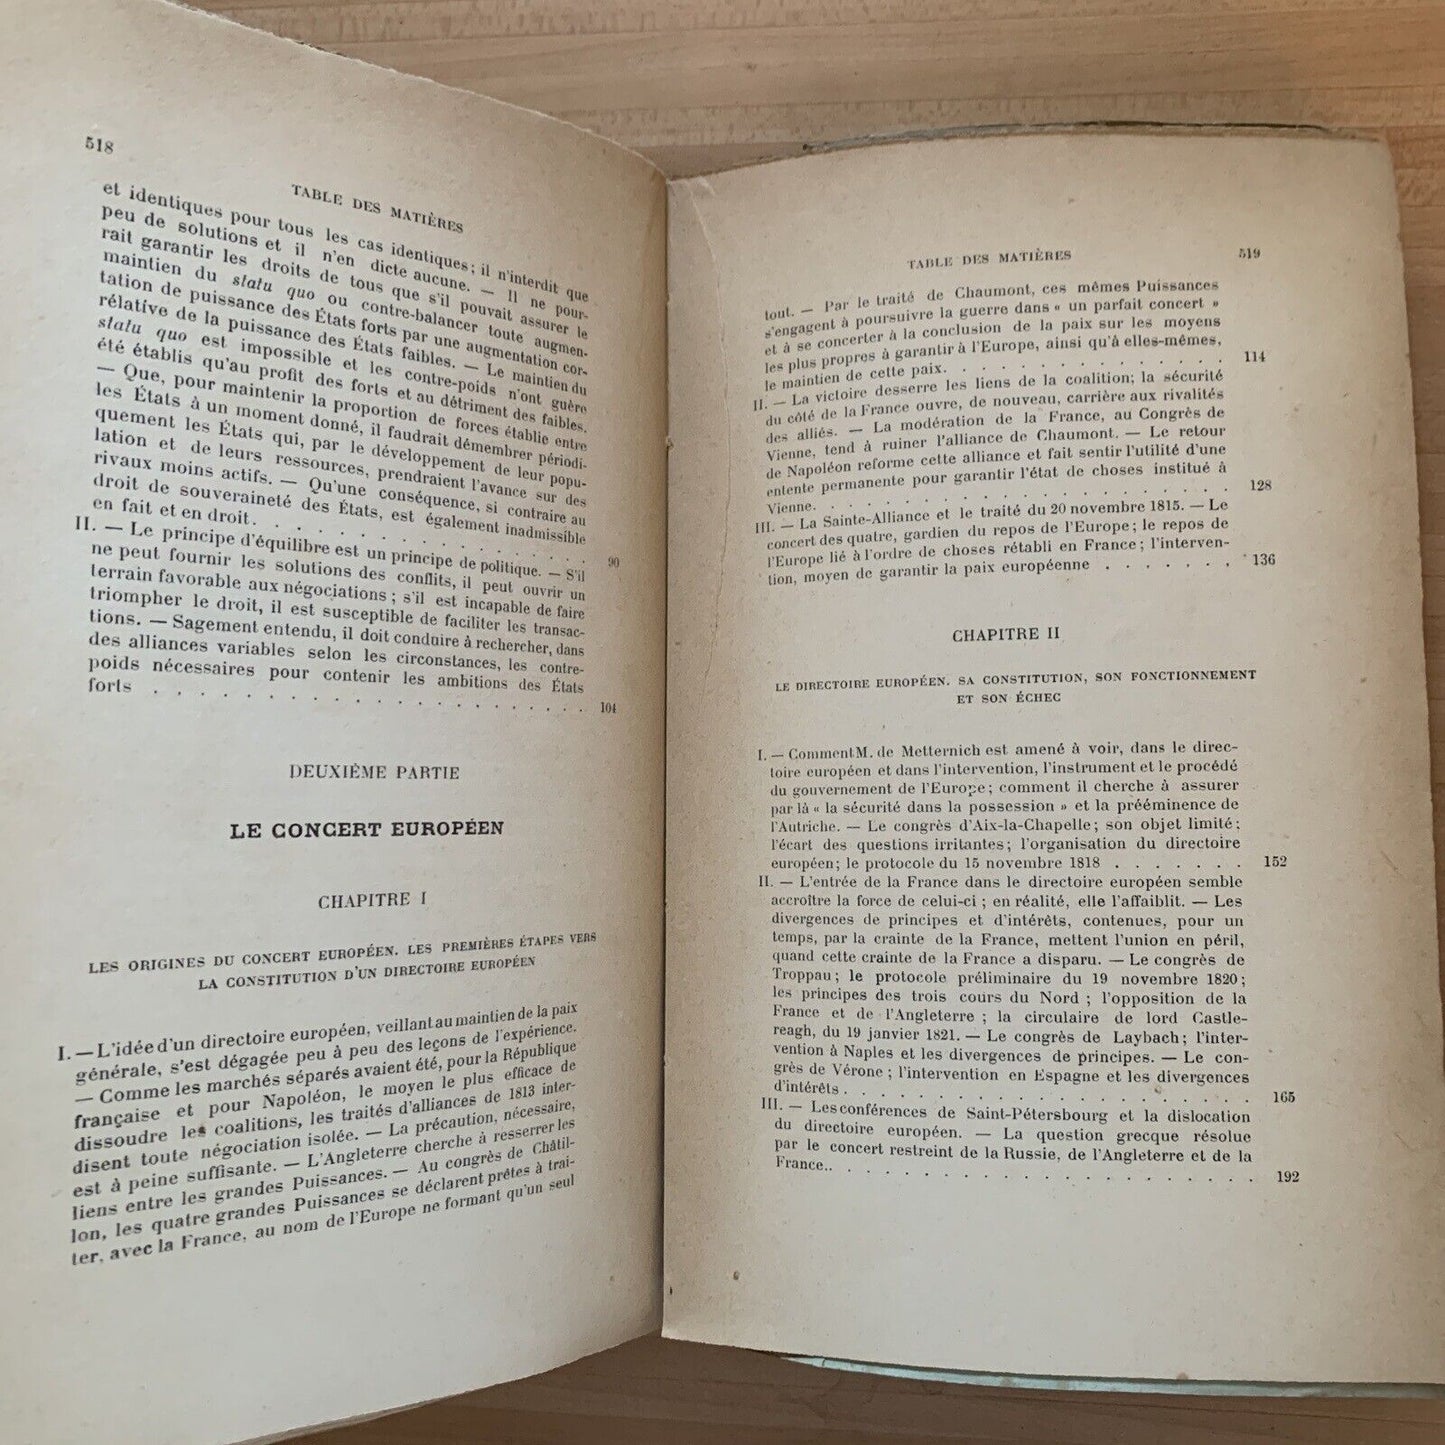 518
TABLE DES MATIÈRES
et identiques pour tous les cas identiques; il n'interdit que
peu de solutions et il n'en dicte aucune. — Il ne pour-
rait garantir les droits de tous que s'il pouvait assurer le
maintien du statu quo ou contre-balancer toute augmen-
tation de puissance des États forts par une augmentation cor-
rélative de la puissance des États faibles. — Le maintien du
statu quo est impossible et les contre-poids n'ont guère
été établis qu'au profit des forts et au détriment des faibles.
— Que, pour maintenir la proportion de forces établie entre
les États à un moment donné, il faudrait démembrer périodi-
quement les États qui, par le développement de leur popu-
lation et de leurs ressources, prendraient l'avance sur des
rivaux moins actifs. — Qu'une conséquence, si contraire au
droit de souveraineté des États, est également inadmissible
en fait et en droit. . . . . . . . . . . . . . . 90
II. — Le principe d'équilibre est un principe de politique. — S'il
ne peut fournir les solutions des conflits, il peut ouvrir un
terrain favorable aux négociations; s'il est incapable de faire
triompher le droit, il est susceptible de faciliter les transac-
tions. — Sagement entendu, il doit conduire à rechercher, dans
des alliances variables selon les circonstances, les contre-
poids nécessaires pour contenir les ambitions des États
forts . . . . . . . . . . . . . . . . . . . . 104
DEUXIÈME PARTIE
LE CONCERT EUROPÉEN
CHAPITRE I
LES ORIGINES DU CONCERT EUROPÉEN. LES PREMIÈRES ÉTAPES VERS
LA CONSTITUTION D'UN DIRECTOIRE EUROPÉEN
I. — L'idée d'un directoire européen, veillant au maintien de la paix
générale, s'est dégagée peu à peu des leçons de l'expérience.
— Comme les marchés séparés avaient été, pour la République
française et pour Napoléon, le moyen le plus efficace de
dissoudre les coalitions, les traités d'alliances de 1813 inter-
disent toute négociation isolée. — La précaution, nécessaire,
est à peine suffisante. — L'Angleterre cherche à resserrer les
liens entre les grandes Puissances. — Au congrès de Châtil-
lon, les quatre grandes Puissances se déclarent prêtes à trai-
ter, avec la France, au nom de l'Europe ne formant qu'un seul
TABLE DES MATIÈRES
519
tout. — Par le traité de Chaumont, ces mêmes Puissances
s'engagent à poursuivre la guerre dans « un parfait concert »
et à se concerter à la conclusion de la paix sur les moyens
les plus propres à garantir à l'Europe, ainsi qu'à elles-mêmes,
le maintien de cette paix. . . . . . . . . . . . . 114
II. — La victoire desserre les liens de la coalition; la sécurité
du côté de la France ouvre, de nouveau, carrière aux rivalités
des alliés. — La modération de la France, au Congrès de
Vienne, tend à ruiner l'alliance de Chaumont. — Le retour
de Napoléon reforme cette alliance et fait sentir l'utilité d'une
entente permanente pour garantir l'état de choses institué à
Vienne. . . . . . . . . . . . . . . . . . . 128
III. — La Sainte-Alliance et le traité du 20 novembre 1815. — Le
concert des quatre, gardien du repos de l'Europe; le repos de
l'Europe lié à l'ordre de choses rétabli en France; l'interven-
tion, moyen de garantir la paix européenne . . . . . . . 136
CHAPITRE II
LE DIRECTOIRE EUROPÉEN. SA CONSTITUTION, SON FONCTIONNEMENT
ET SON ÉCHEC
I. — Comment M. de Metternich est amené à voir, dans le direc-
toire européen et dans l'intervention, l'instrument et le procédé
du gouvernement de l'Europe; comment il cherche à assurer
par là « la sécurité dans la possession » et la prééminence de
l'Autriche. — Le congrès d'Aix-la-Chapelle; son objet limité;
l'écart des questions irritantes; l'organisation du directoire
européen; le protocole du 15 novembre 1818 . . . . . . . 152
II. — L'entrée de la France dans le directoire européen semble
accroître la force de celui-ci; en réalité, elle l'affaiblit. — Les
divergences de principes et d'intérêts, contenues, pour un
temps, par la crainte de la France, mettent l'union en péril,
quand cette crainte de la France a disparu. — Le congrès de
Troppau; le protocole préliminaire du 19 novembre 1820;
les principes des trois cours du Nord; l'opposition de la
France et de l'Angleterre; la circulaire de lord Castle-
reagh, du 19 janvier 1821. — Le congrès de Laybach; l'inter-
vention à Naples et les divergences de principes. — Le con-
grès de Vérone; l'intervention en Espagne et les divergences
d'intérêts . . . . . . . . . . . . . . . . . . 165
III. — Les conférences de Saint-Pétersbourg et la dislocation
du directoire européen. — La question grecque résolue
par le concert restreint de la Russie, de l'Angleterre et de la
France.. . . . . . . . . . . . . . . . . . . 192